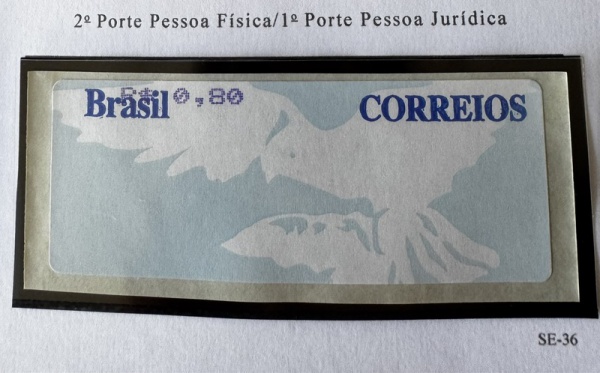 2º Porte Pessoa Física/1º Porte Pessoa Jurídica
Brasil R$ 0,80 CORREIOS
SE-36